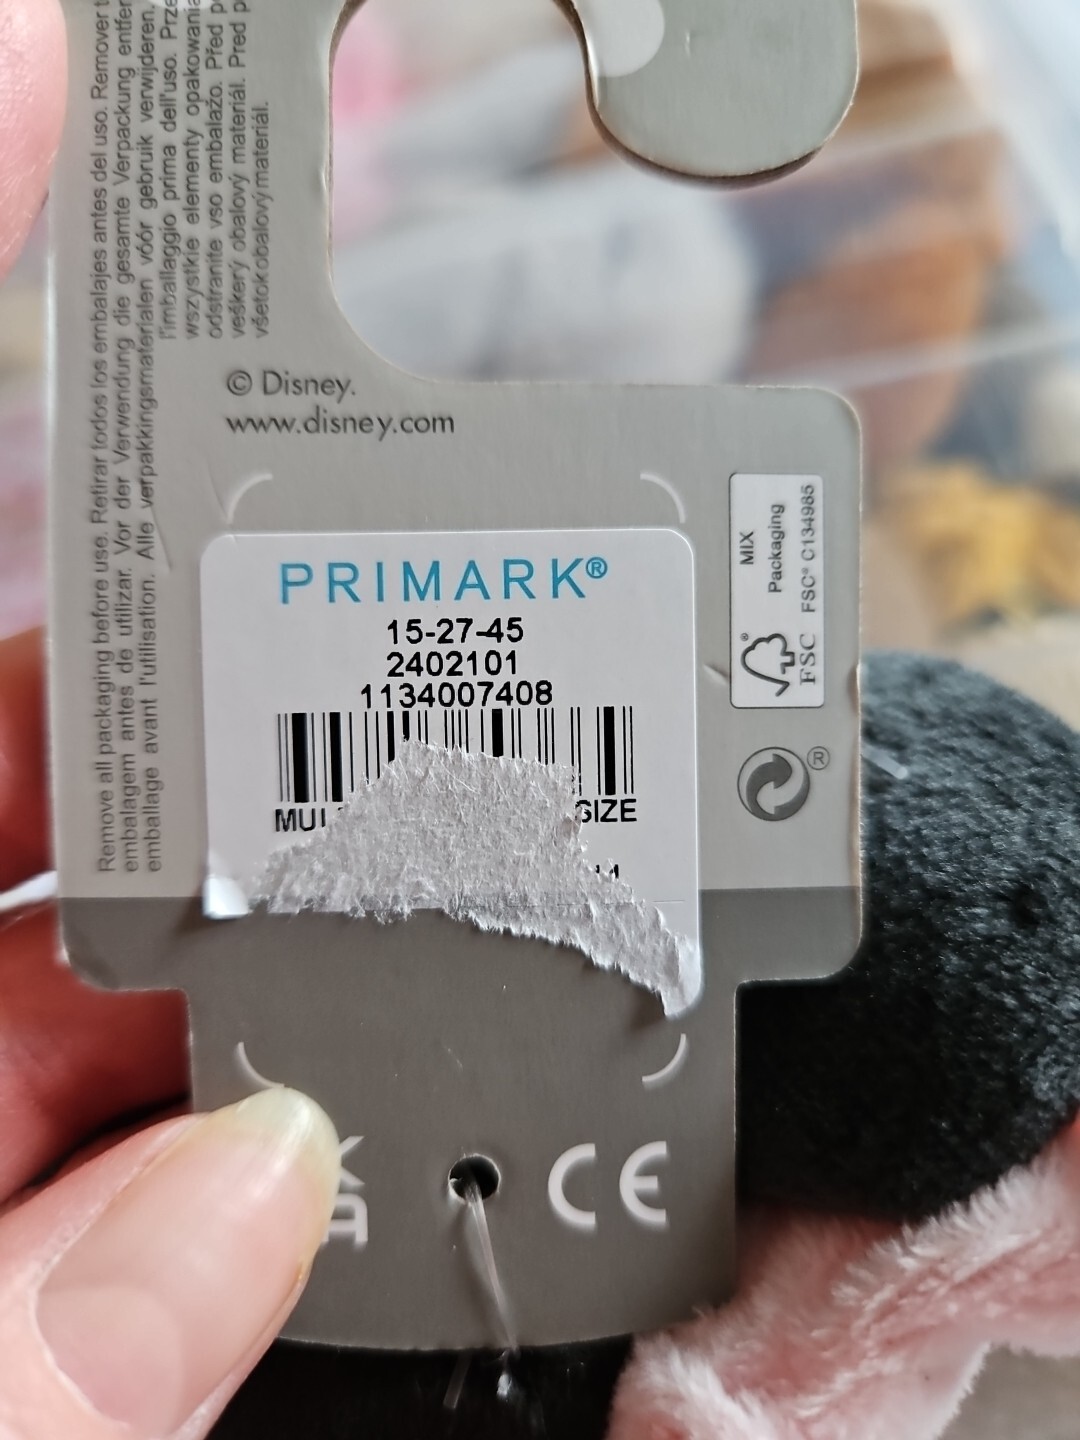 Remove all packaging before use. Retirar todos los embalajes antes del uso. Remover
embalagem antes de utilizar. Vor der Verwendung die gesamte Verpackung
emballage avant l'utilisation. Alle verpakkingsmaterialen vóór gebruik verwijderen.
l'imballaggio prima dell'uso.
wszystkie elementy opakowania
odstranite vso embalažo. Před
veškerý obalový materiál. Pred
všetok obalový materiál.
© Disney.
www.disney.com
PRIMARK®
15-27-45
2402101
1134007408
SIZE
MIX
Packaging
FSC® C134985
FSC
®
CE